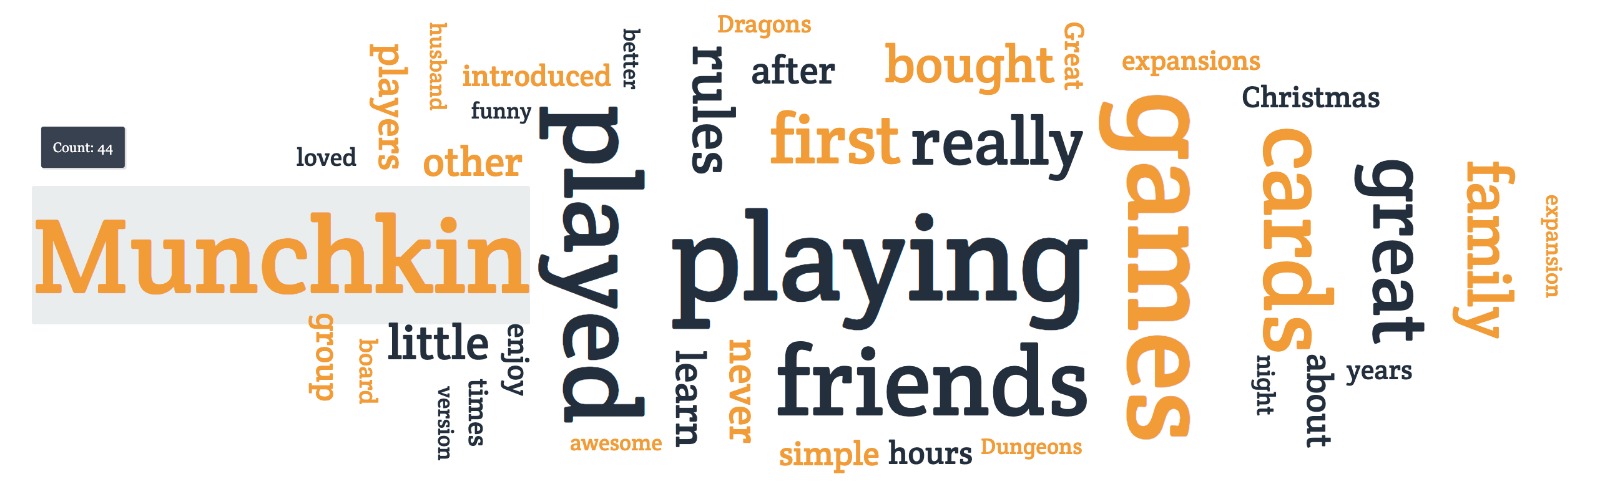 Dragons
husband
better
Great
players
introduced
rules
after
bought
expansions
funny
Christmas
Count: 44
loved
other
played
first
really
games
cards
great
family
expansion
Munchkin
playing
group
board
little
enjoy
learn
never
friends
night
about
years
version
times
awesome
simple
hours
Dungeons